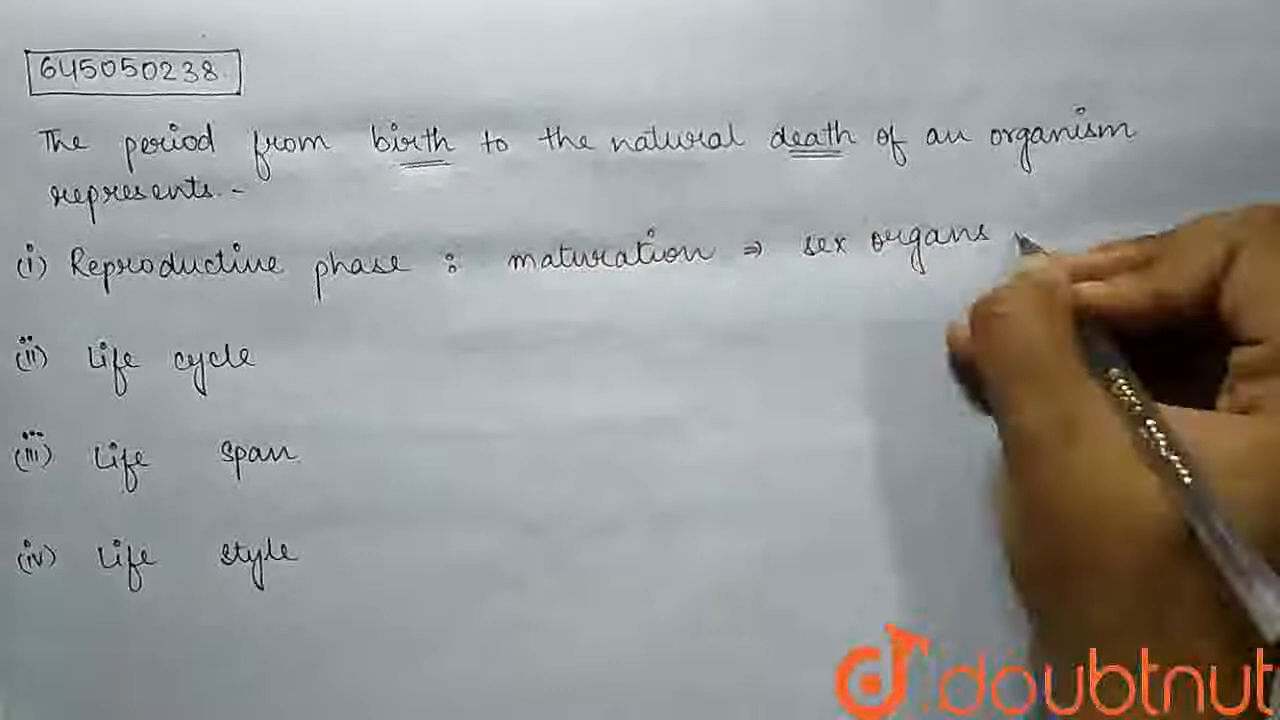 645050238.
The period from birth to the natural death of an organism
represents.-
(i) Reproductive phase : maturation ⇒ sex organs
(ii) Life cycle
(iii) Life span
(iv) Life style
doubtnut